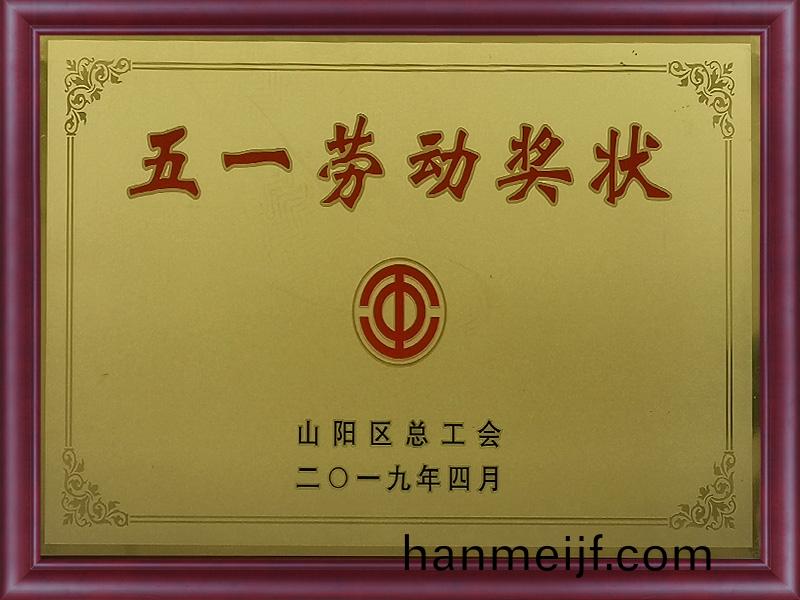 五一劳动奖状
山阳区总工会
二〇一九年四月
hanmeijf.com